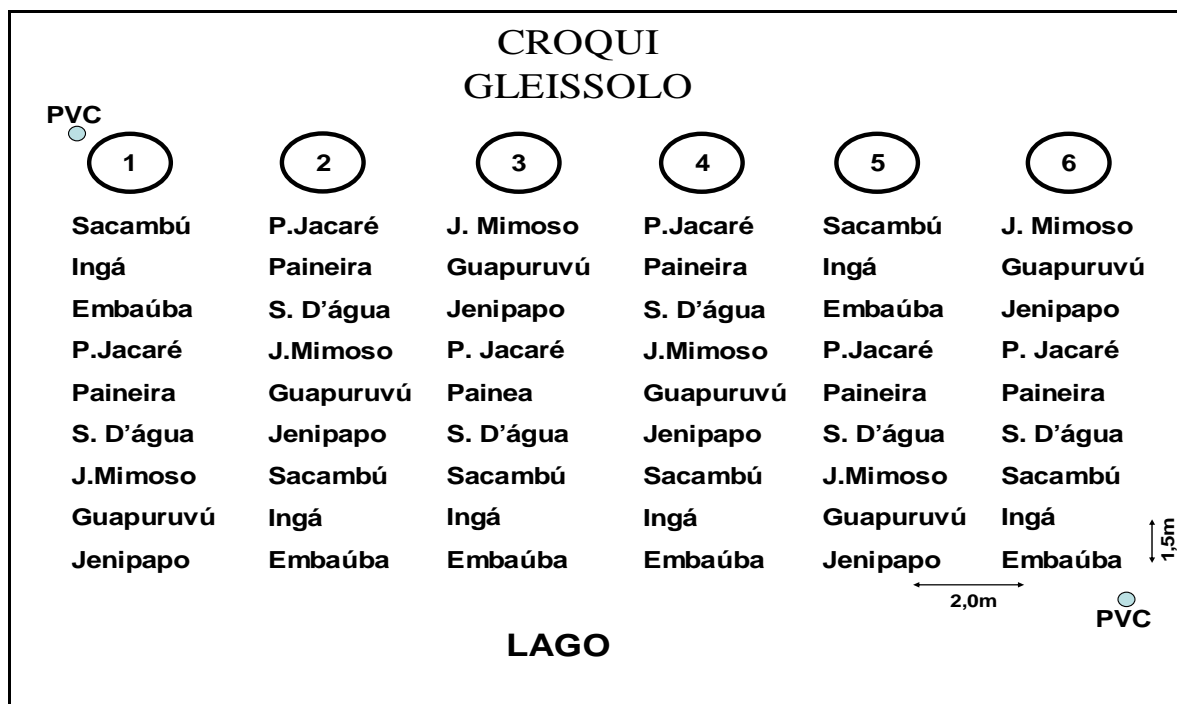 CROQUI
GLEISSOLO
PVC
1 2 3 4 5 6
Sacambú P.Jacaré J. Mimoso P.Jacaré Sacambú J. Mimoso
Ingá Paineira Guapuruvú Paineira Ingá Guapuruvú
Embaúba S. D’água Jenipapo S. D’água Embaúba Jenipapo
P.Jacaré J.Mimoso P. Jacaré J.Mimoso P.Jacaré P. Jacaré
Paineira Guapuruvú Painea Guapuruvú Paineira Paineira
S. D’água Jenipapo S. D’água Jenipapo S. D’água S. D’água
J.Mimoso Sacambú Sacambú Sacambú J.Mimoso Sacambú
Guapuruvú Ingá Ingá Ingá Guapuruvú Ingá
Jenipapo Embaúba Embaúba Embaúba Jenipapo Embaúba
1,5m
2,0m
PVC
LAGO